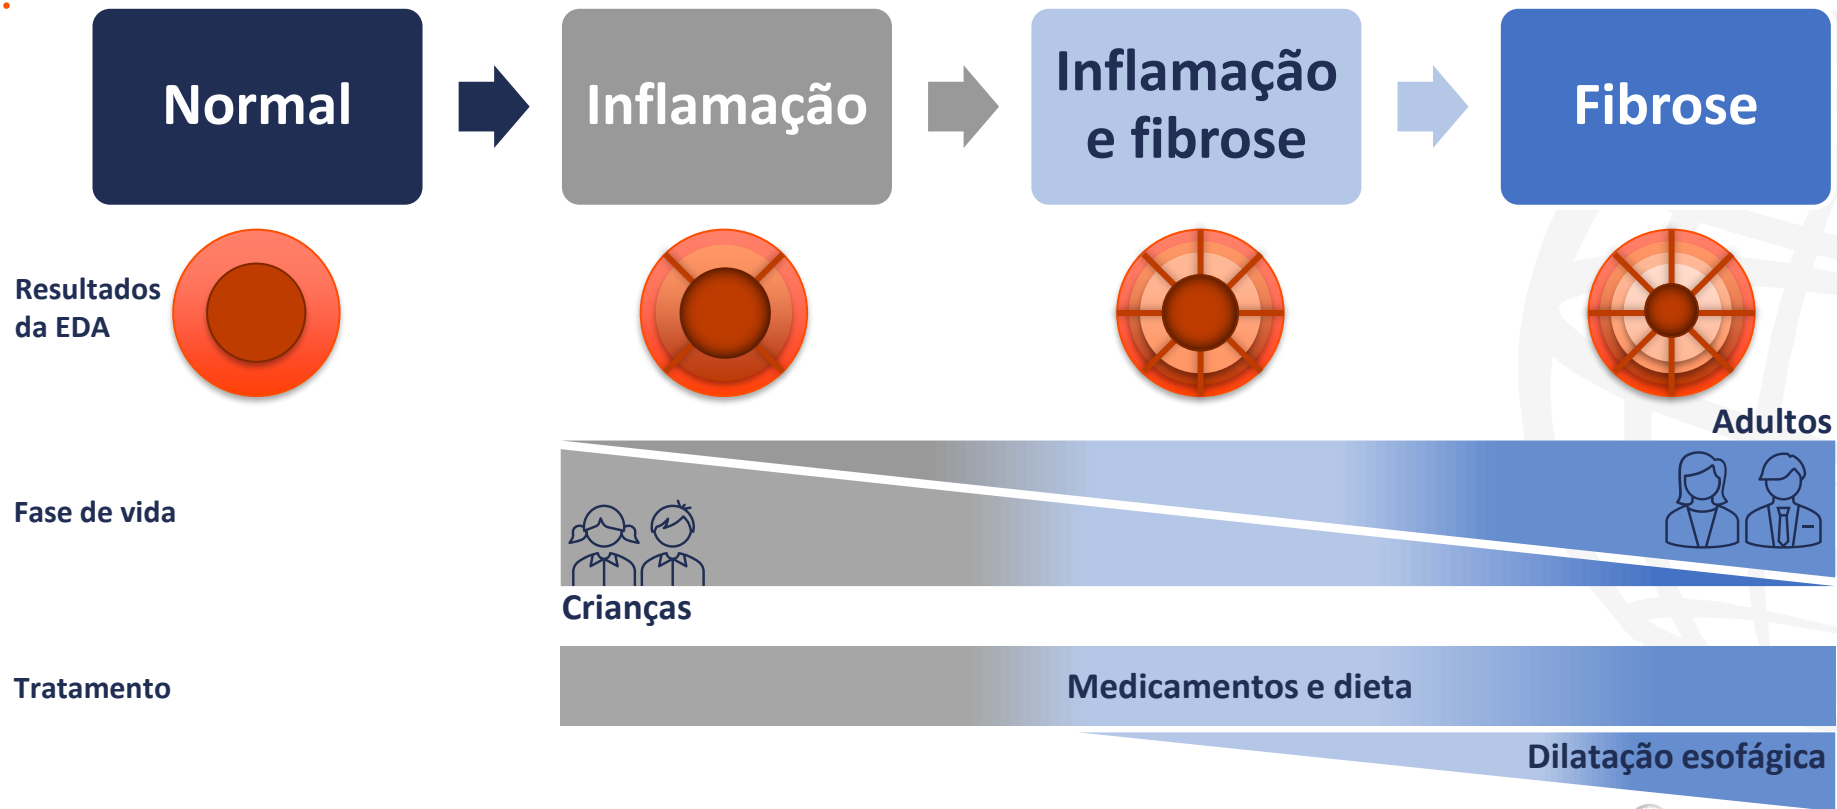 Normal
Inflamação
Inflamação
e fibrose
Fibrose
Resultados
da EDA
Adultos
Fase de vida
Crianças
Tratamento
Medicamentos e dieta
Dilatação esofágica